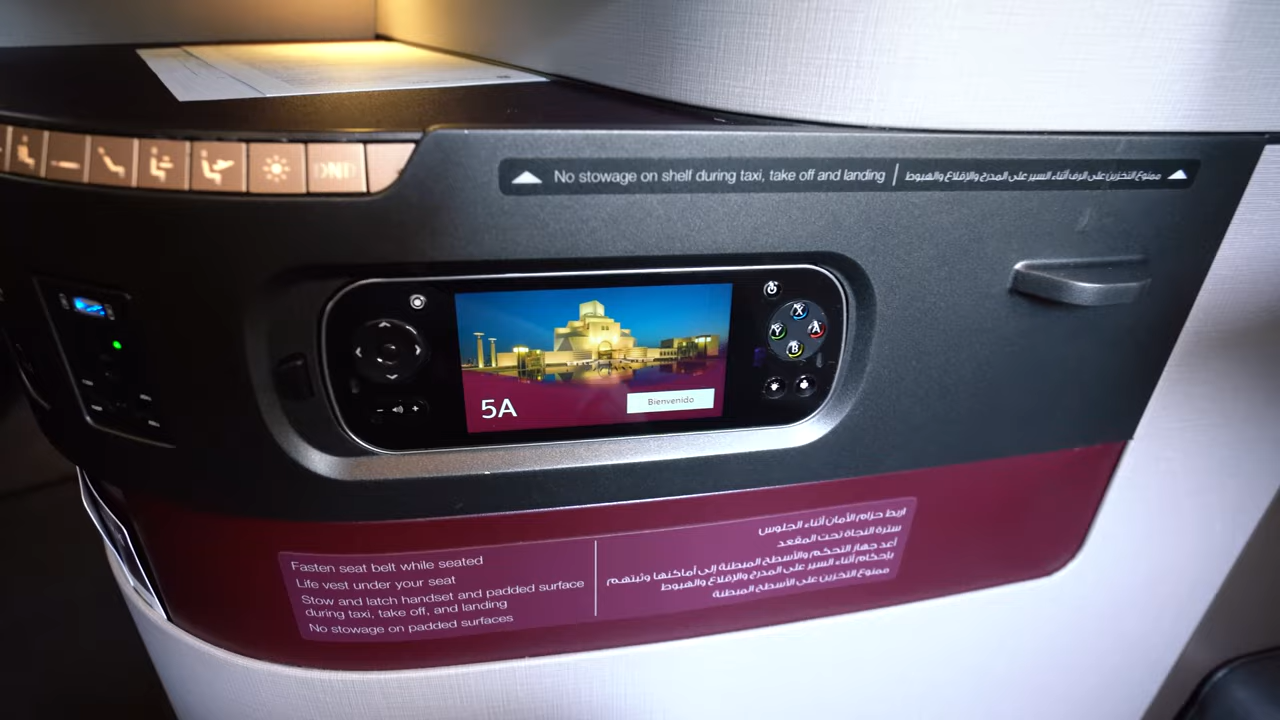 DND
No stowage on shelf during taxi, take off and landing
ممنوع التخزين على الرف أثناء السير على المدرج والإقلاع والهبوط
X
Y
A
B
5A
Bienvenido
Fasten seat belt while seated
Life vest under your seat
Stow and latch handset and padded surface
during taxi, take off, and landing
No stowage on padded surfaces
اربط حزام الأمان أثناء الجلوس
سترة النجاة تحت المقعد
أعد جهاز التحكم والأسطح المبطنة إلى أماكنها وثبتهم
بإحكام أثناء السير على المدرج والإقلاع والهبوط
ممنوع التخزين على الأسطح المبطنة